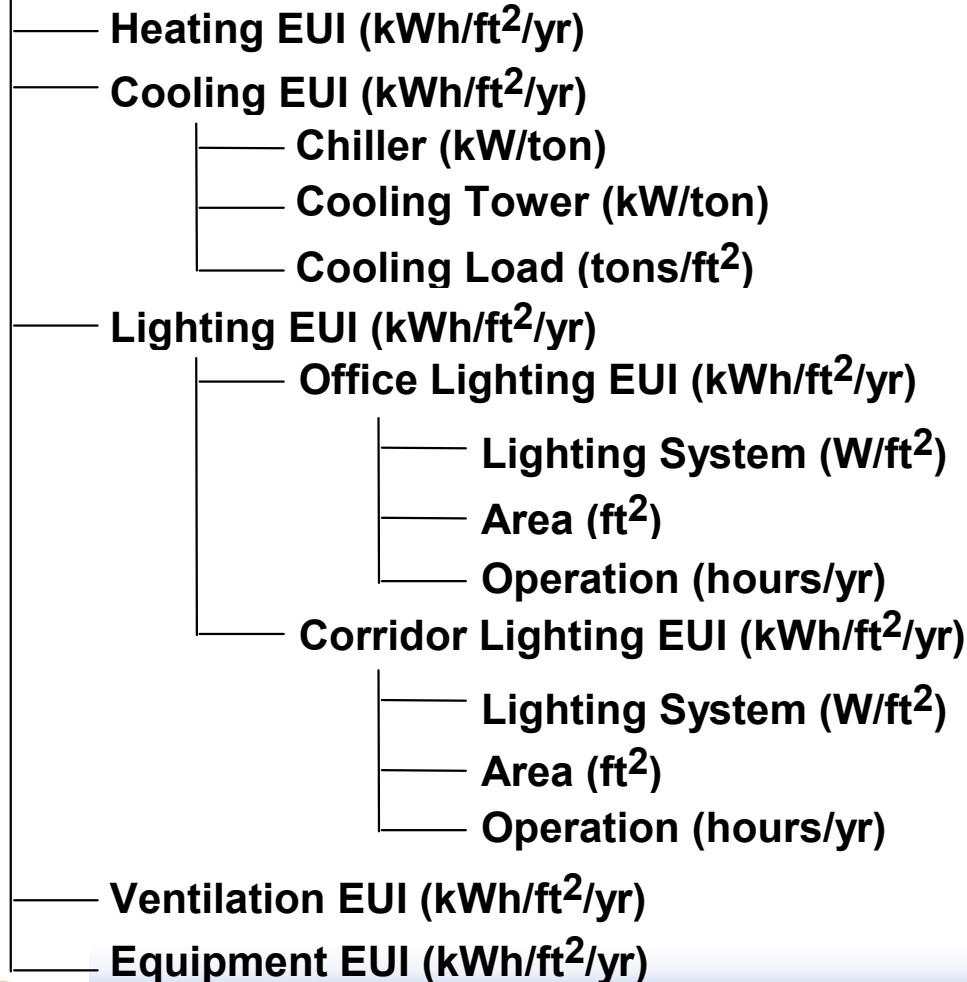 Heating EUI (kWh/ft²/yr)
Cooling EUI (kWh/ft²/yr)
Chiller (kW/ton)
Cooling Tower (kW/ton)
Cooling Load (tons/ft²)
Lighting EUI (kWh/ft²/yr)
Office Lighting EUI (kWh/ft²/yr)
Lighting System (W/ft²)
Area (ft²)
Operation (hours/yr)
Corridor Lighting EUI (kWh/ft²/yr)
Lighting System (W/ft²)
Area (ft²)
Operation (hours/yr)
Ventilation EUI (kWh/ft²/yr)
Equipment EUI (kWh/ft²/yr)